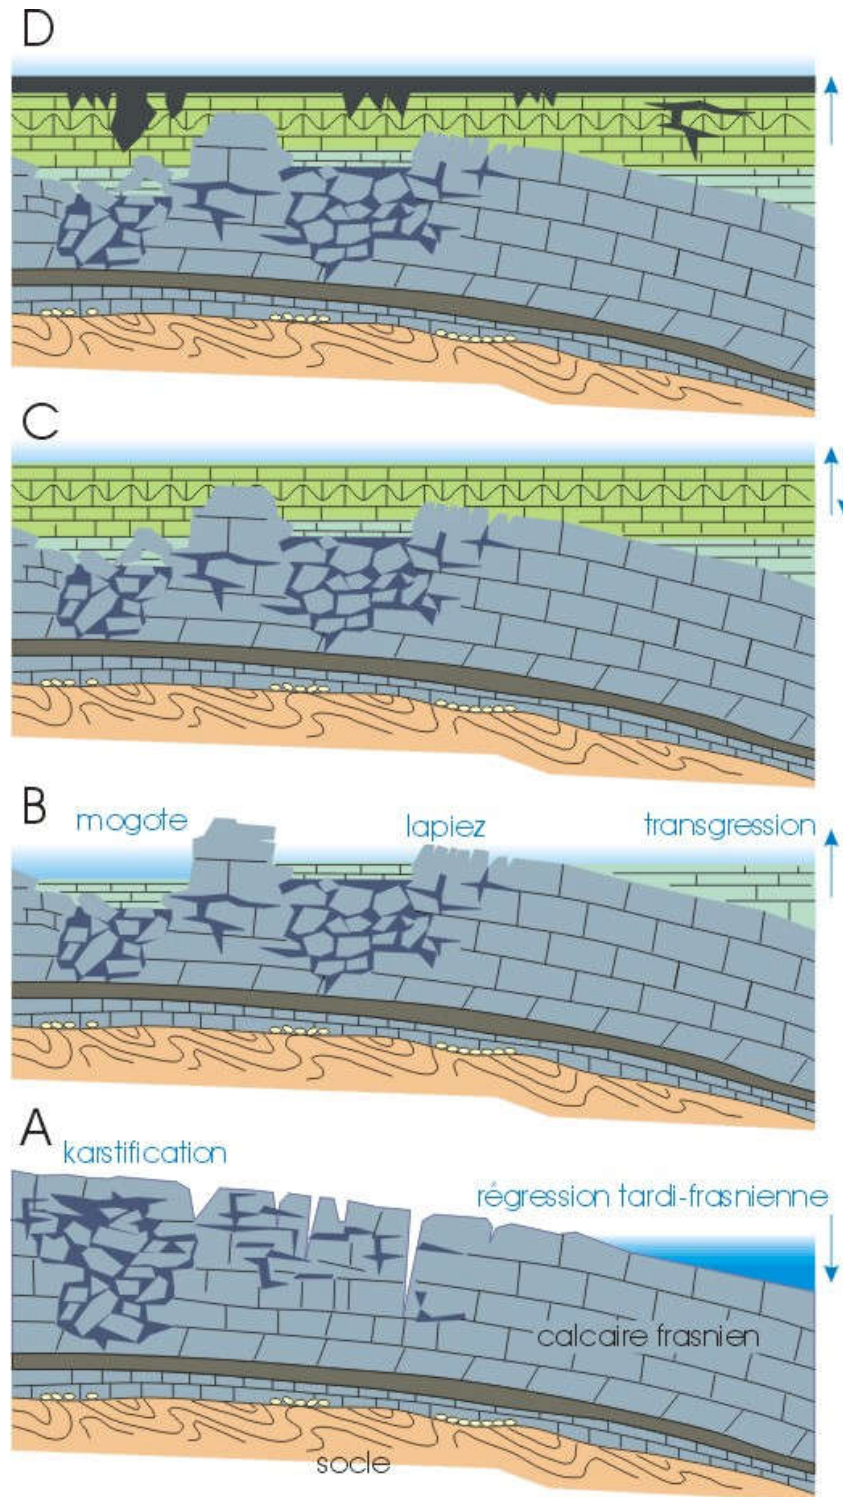 D
C
B
mogote lapiez transgression
A
karstification
régression tardi-frasnienne
calcaire frasnien
socle